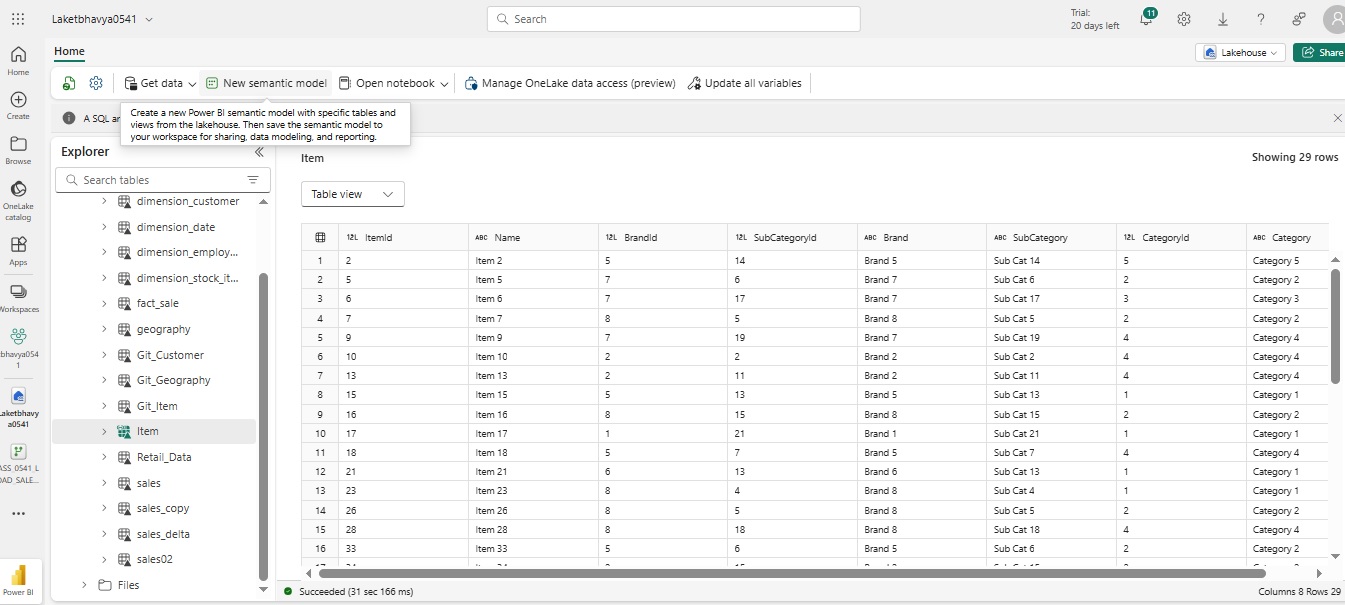 Laketbhavya0541
Search
Trial:
20 days left
11
Home
Lakehouse
Share
Get data
New semantic model
Open notebook
Manage OneLake data access (preview)
Update all variables
Create a new Power BI semantic model with specific tables and
views from the lakehouse. Then save the semantic model to
your workspace for sharing, data modeling, and reporting.
A SQL
Home
Create
Browse
OneLake
catalog
Apps
Workspaces
bhavya054
1
Laketbhavy
a0541
ASS_0541_L
OAD_SALE...
Power BI
Explorer
Search tables
dimension_customer
dimension_date
dimension_employ...
dimension_stock_it...
fact_sale
geography
Git_Customer
Git_Geography
Git_Item
Item
Retail_Data
sales
sales_copy
sales_delta
sales02
Files
Item
Showing 29 rows
Table view
12L ItemId ABC Name 12L BrandId 12L SubCategoryId ABC Brand ABC SubCategory 12L CategoryId ABC Category
1 2 Item 2 5 14 Brand 5 Sub Cat 14 5 Category 5
2 5 Item 5 7 6 Brand 7 Sub Cat 6 2 Category 2
3 6 Item 6 7 17 Brand 7 Sub Cat 17 3 Category 3
4 7 Item 7 8 5 Brand 8 Sub Cat 5 2 Category 2
5 9 Item 9 7 19 Brand 7 Sub Cat 19 4 Category 4
6 10 Item 10 2 2 Brand 2 Sub Cat 2 4 Category 4
7 13 Item 13 2 11 Brand 2 Sub Cat 11 4 Category 4
8 15 Item 15 5 13 Brand 5 Sub Cat 13 1 Category 1
9 16 Item 16 8 15 Brand 8 Sub Cat 15 2 Category 2
10 17 Item 17 1 21 Brand 1 Sub Cat 21 1 Category 1
11 18 Item 18 5 7 Brand 5 Sub Cat 7 4 Category 4
12 21 Item 21 6 13 Brand 6 Sub Cat 13 1 Category 1
13 23 Item 23 8 4 Brand 8 Sub Cat 4 1 Category 1
14 26 Item 26 8 5 Brand 8 Sub Cat 5 2 Category 2
15 28 Item 28 8 18 Brand 8 Sub Cat 18 4 Category 4
16 33 Item 33 5 6 Brand 5 Sub Cat 6 2 Category 2
Succeeded (31 sec 166 ms)
Columns 8 Rows 29